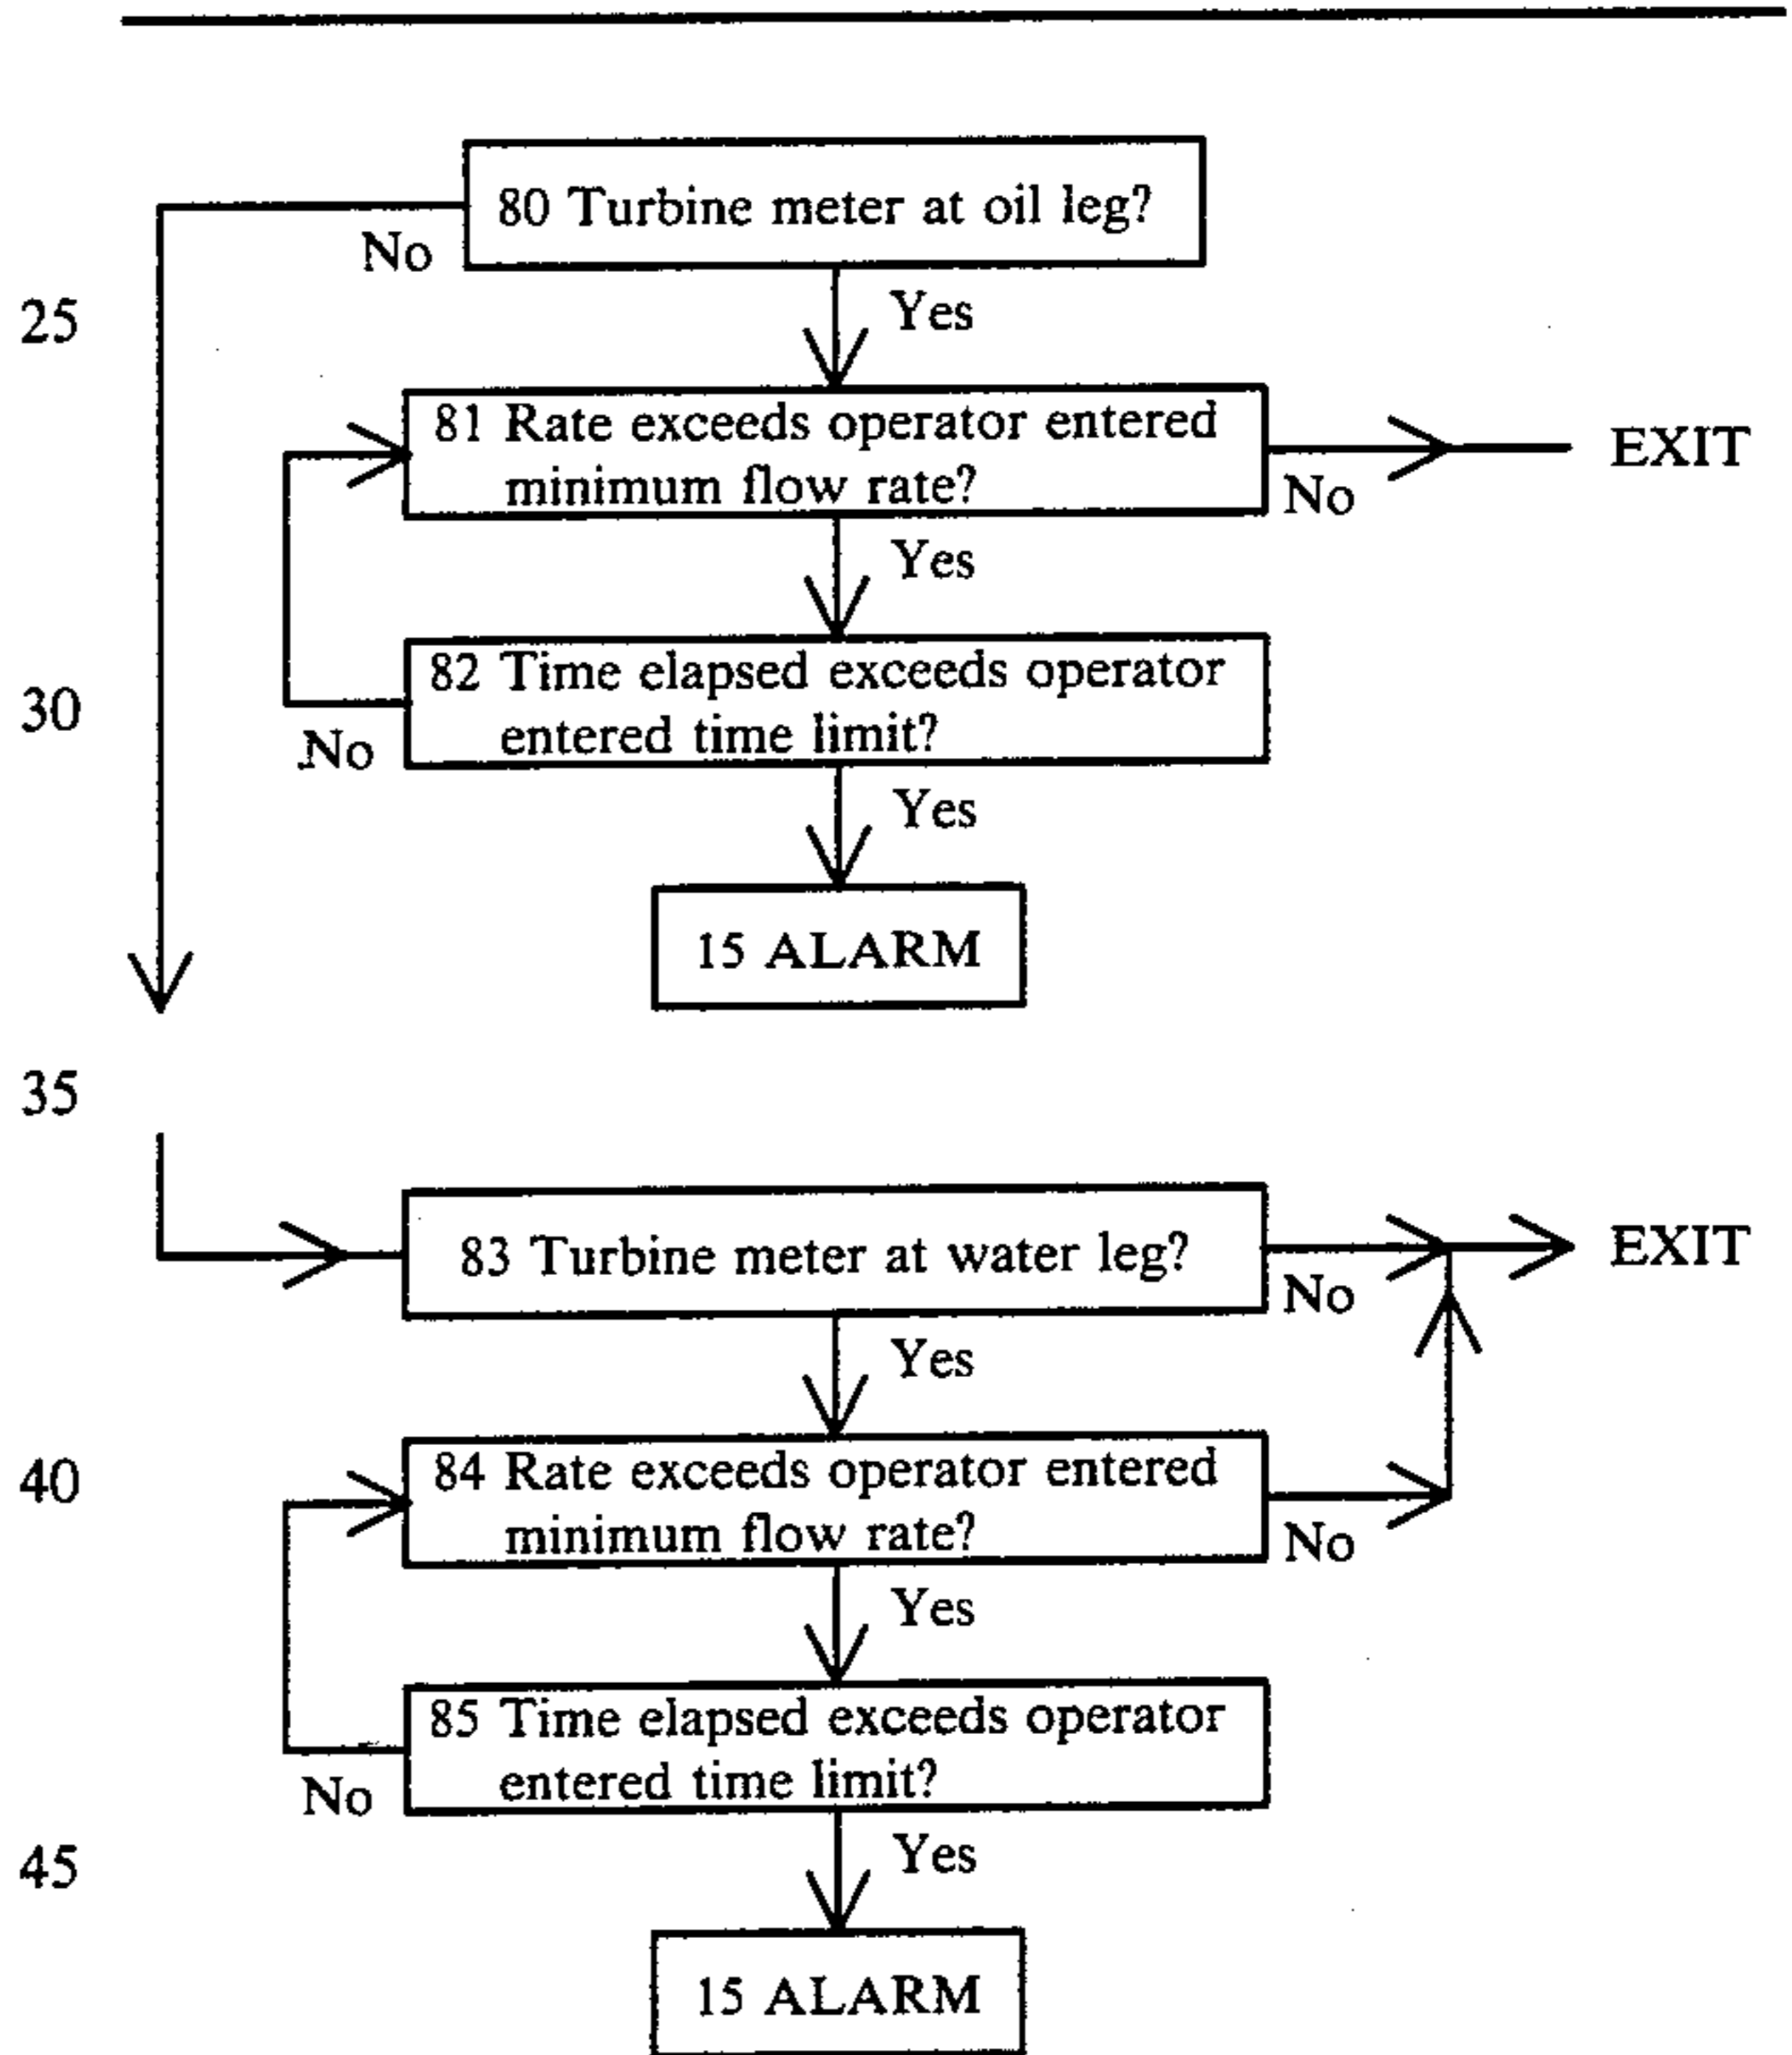 80 Turbine meter at oil leg?
No
25
Yes
81 Rate exceeds operator entered
minimum flow rate?
EXIT
No
Yes
82 Time elapsed exceeds operator
entered time limit?
30
No
Yes
15 ALARM
35
83 Turbine meter at water leg?
EXIT
No
Yes
84 Rate exceeds operator entered
minimum flow rate?
40
No
Yes
85 Time elapsed exceeds operator
entered time limit?
No
45
Yes
15 ALARM